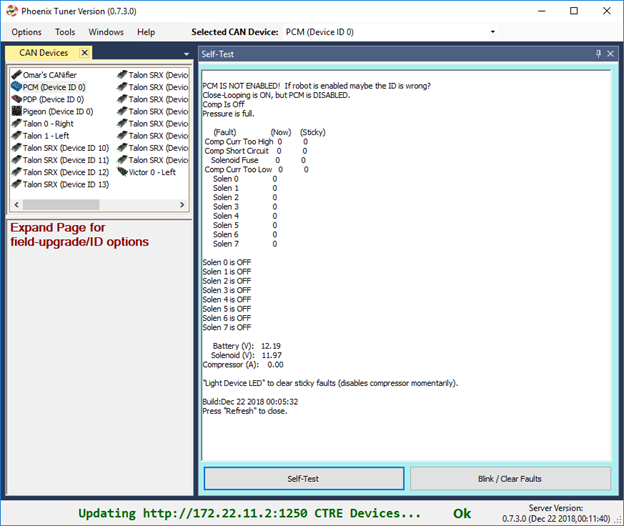 Phoenix Tuner Version (0.7.3.0)
Options Tools Windows Help Selected CAN Device: PCM (Device ID 0)
CAN Devices
Omar's CANifier
PCM (Device ID 0)
PDP (Device ID 0)
Pigeon (Device ID 0)
Talon 0 - Right
Talon 1 - Left
Talon SRX (Device ID 10)
Talon SRX (Device ID 11)
Talon SRX (Device ID 12)
Talon SRX (Device ID 13)
Talon SRX (Devic
Talon SRX (Devic
Talon SRX (Devic
Talon SRX (Devic
Talon SRX (Devic
Talon SRX (Devic
Talon SRX (Devic
Talon SRX (Devic
Victor 0 - Left
Expand Page for
field-upgrade/ID options
Self-Test
PCM IS NOT ENABLED! If robot is enabled maybe the ID is wrong?
Close-Looping is ON, but PCM is DISABLED.
Comp Is Off
Pressure is full.
(Fault) (Now) (Sticky)
Comp Curr Too High 0 0
Comp Short Circuit 0 0
Solenoid Fuse 0 0
Comp Curr Too Low 0 0
Solen 0 0
Solen 1 0
Solen 2 0
Solen 3 0
Solen 4 0
Solen 5 0
Solen 6 0
Solen 7 0
Solen 0 is OFF
Solen 1 is OFF
Solen 2 is OFF
Solen 3 is OFF
Solen 4 is OFF
Solen 5 is OFF
Solen 6 is OFF
Solen 7 is OFF
Battery (V): 12.19
Solenoid (V): 11.97
Compressor (A): 0.00
"Light Device LED" to clear sticky faults (disables compressor momentarily).
Build:Dec 22 2018 00:05:32
Press "Refresh" to close.
Self-Test
Blink / Clear Faults
Updating http://172.22.11.2:1250 CTRE Devices... Ok
Server Version:
0.7.3.0 (Dec 22 2018,00:11:40)